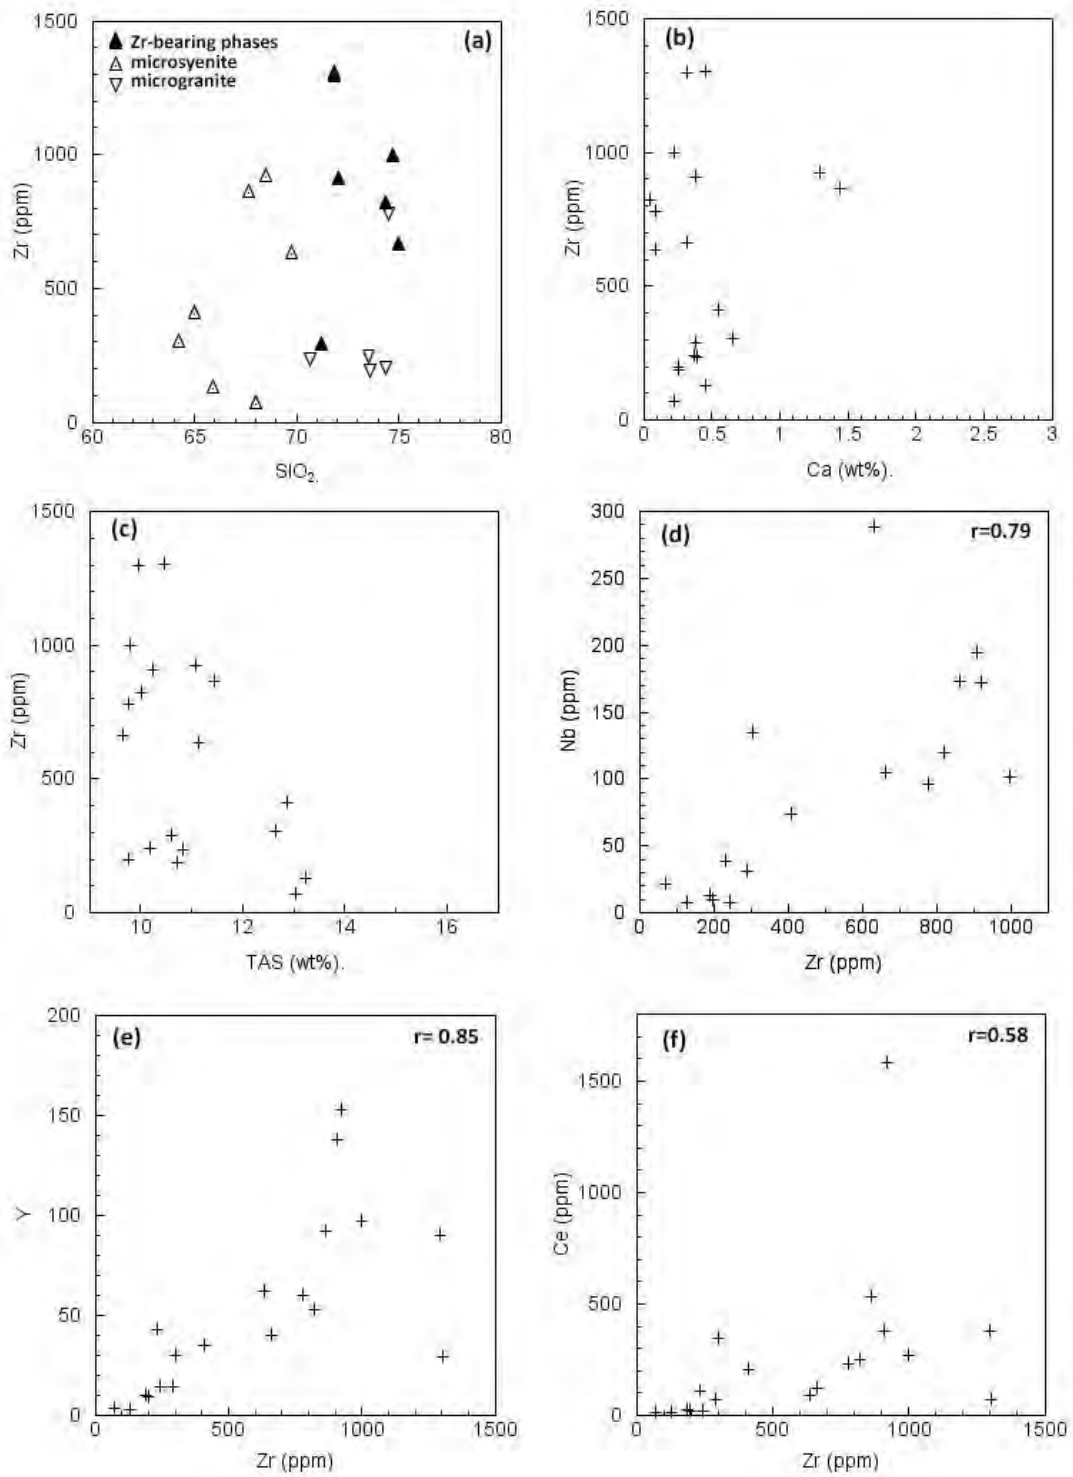 1500
(a)
Zr-bearing phases
microsyenite
microgranite
1000
Zr (ppm)
500
0
60 65 70 75 80
SIO2.
1500
(b)
1000
Zr (ppm)
500
0
0 0.5 1 1.5 2 2.5 3
Ca (wt%).
1500
(c)
1000
Zr (ppm)
500
0
10 12 14 16
TAS (wt%).
300
(d)
r=0.79
250
200
Nb (ppm)
150
100
50
0
0 200 400 600 800 1000
Zr (ppm)
200
(e)
r= 0.85
150
Y
100
50
0
0 500 1000 1500
Zr (ppm)
(f)
r=0.58
1500
1000
Ce (ppm)
500
0
0 500 1000 1500
Zr (ppm)